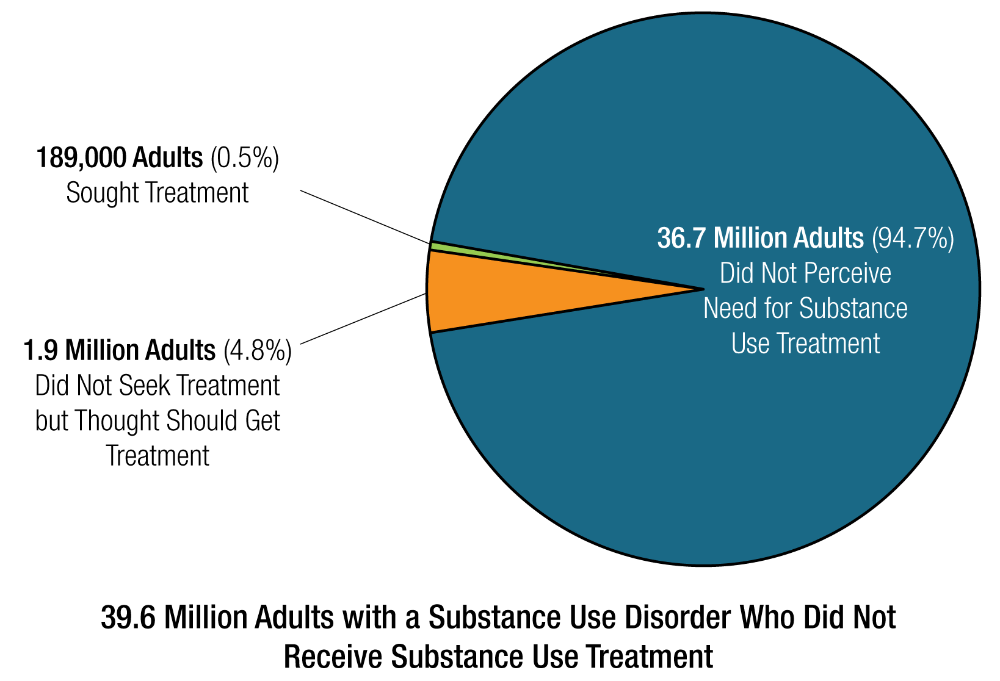 189,000 Adults (0.5%)
Sought Treatment
1.9 Million Adults (4.8%)
Did Not Seek Treatment
but Thought Should Get
Treatment
36.7 Million Adults (94.7%)
Did Not Perceive
Need for Substance
Use Treatment
39.6 Million Adults with a Substance Use Disorder Who Did Not
Receive Substance Use Treatment